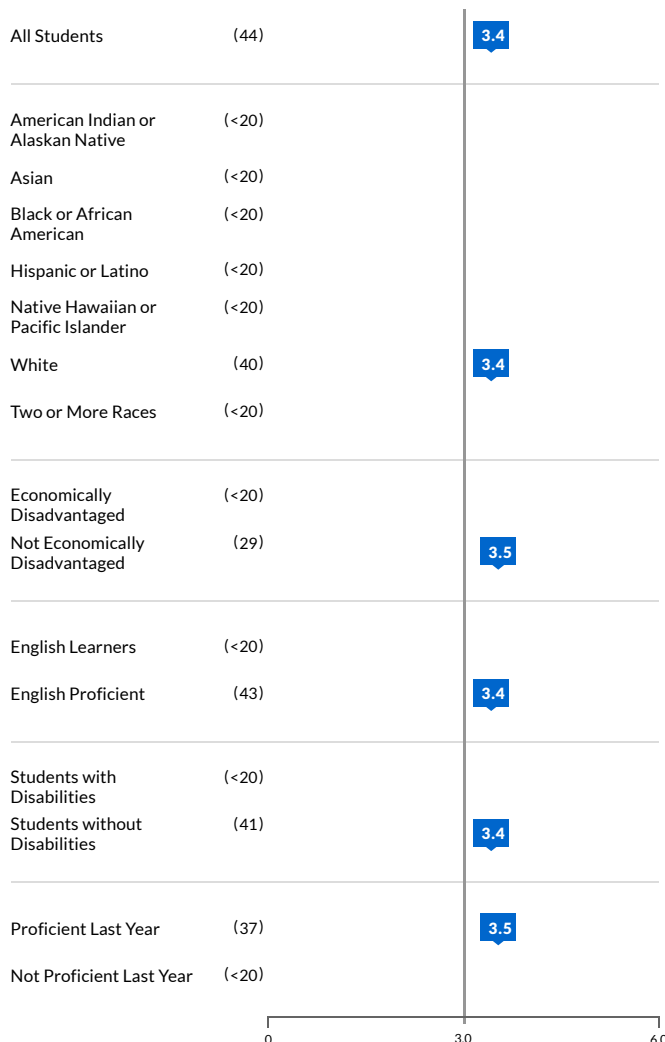 All Students (44) 3.4
American Indian or (<20)
Alaskan Native
Asian (<20)
Black or African (<20)
American
Hispanic or Latino (<20)
Native Hawaiian or (<20)
Pacific Islander
White (40) 3.4
Two or More Races (<20)
Economically (<20)
Disadvantaged
Not Economically (29) 3.5
Disadvantaged
English Learners (<20)
English Proficient (43) 3.4
Students with (<20)
Disabilities
Students without (41) 3.4
Disabilities
Proficient Last Year (37) 3.5
Not Proficient Last Year (<20)
0 3.0 6.0